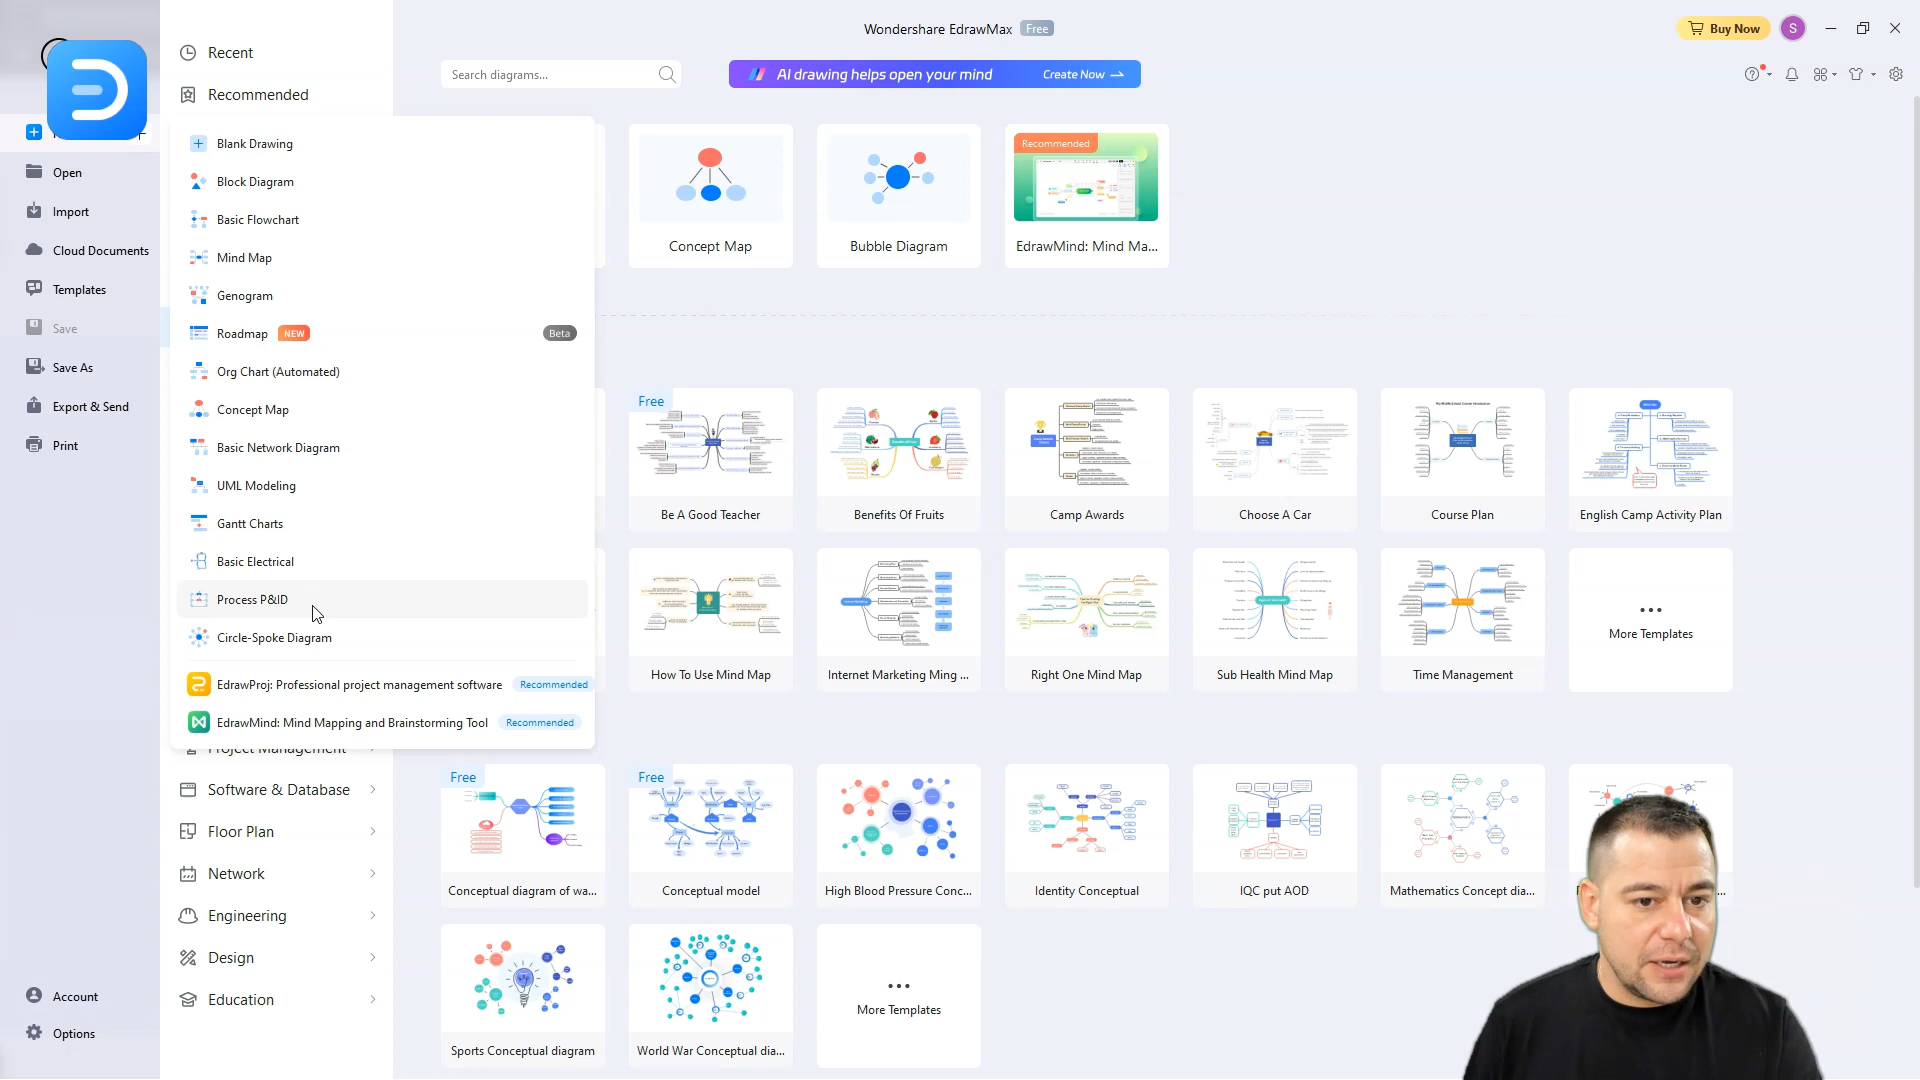 Wondershare EdrawMax Free
Buy Now
S
Search diagrams...
AI drawing helps open your mind
Create Now
Recent
Recommended
Open
Import
Cloud Documents
Templates
Save
Save As
Export & Send
Print
Account
Options
Blank Drawing
Block Diagram
Basic Flowchart
Mind Map
Genogram
Roadmap NEW Beta
Org Chart (Automated)
Concept Map
Basic Network Diagram
UML Modeling
Gantt Charts
Basic Electrical
Process P&ID
Circle-Spoke Diagram
EdrawProj: Professional project management software Recommended
EdrawMind: Mind Mapping and Brainstorming Tool Recommended
Project Management
Software & Database
Floor Plan
Network
Engineering
Design
Education
Concept Map
Bubble Diagram
Recommended
EdrawMind: Mind Ma...
Free
Be A Good Teacher
Benefits Of Fruits
Camp Awards
Choose A Car
Course Plan
English Camp Activity Plan
How To Use Mind Map
Internet Marketing Ming ...
Right One Mind Map
Sub Health Mind Map
Time Management
More Templates
Free
Free
Conceptual diagram of wa...
Conceptual model
High Blood Pressure Conc...
Identity Conceptual
IQC put AOD
Mathematics Concept dia...
Sports Conceptual diagram
World War Conceptual dia...
More Templates